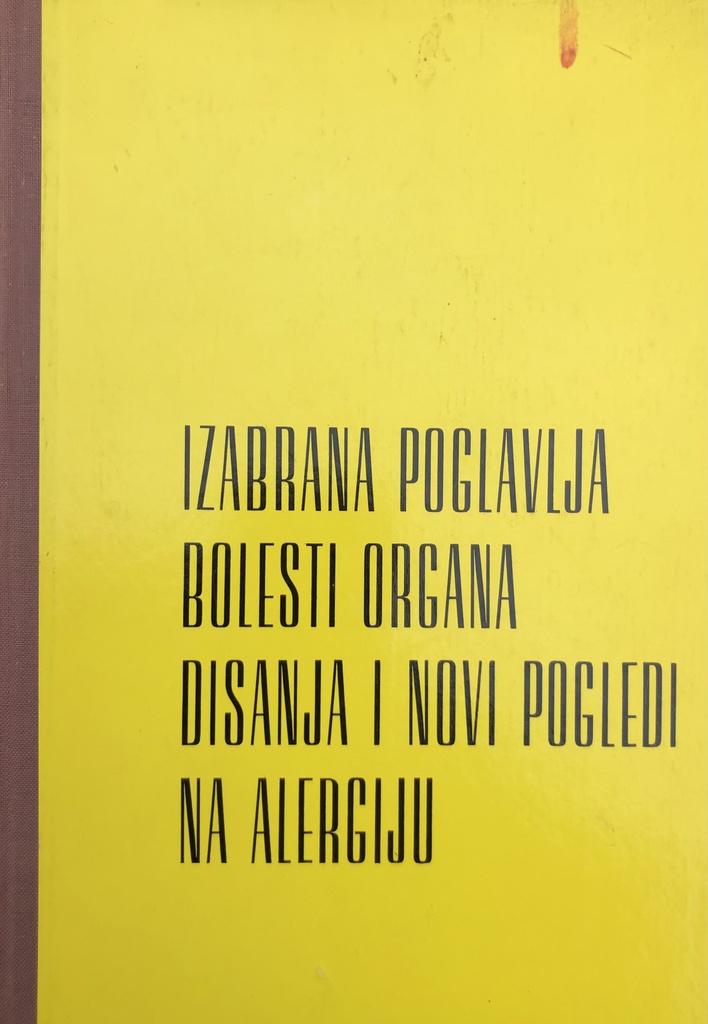 IZABRANA POGLAVLJA
BOLESTI ORGANA
DISANJA I NOVI POGLEDI
NA ALERGIJU